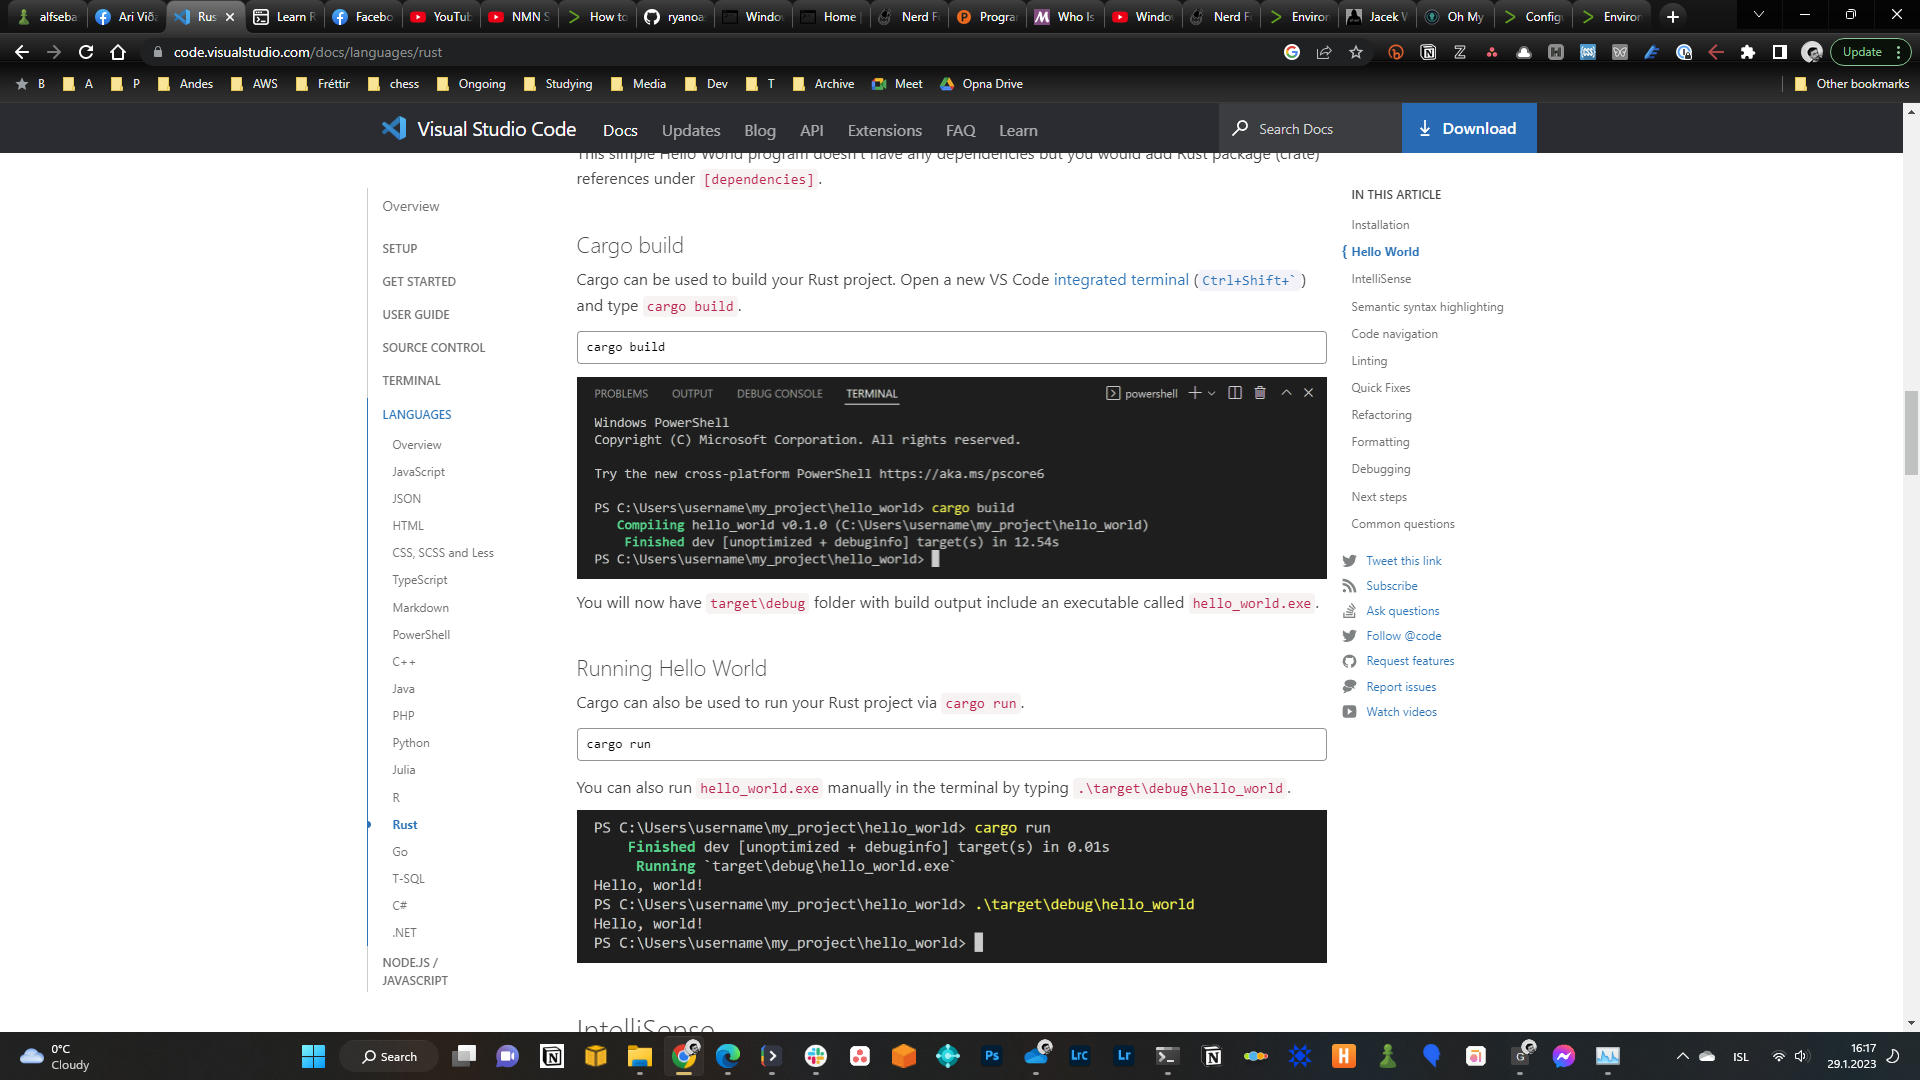 alfseba
Ari Við
Rus
Learn R
Facebo
YouTu
NMN S
How to
ryanoa
Windo
Home |
Nerd Fo
Progra
Who Is
Windo
Nerd Fo
Enviro
Jacek W
Oh My
Config
Enviro
code.visualstudio.com/docs/languages/rust
Update
B
A
P
Andes
AWS
Fréttir
chess
Ongoing
Studying
Media
Dev
T
Archive
Meet
Opna Drive
Other bookmarks
Visual Studio Code
Docs
Updates
Blog
API
Extensions
FAQ
Learn
Search Docs
Download
Overview
SETUP
GET STARTED
USER GUIDE
SOURCE CONTROL
TERMINAL
LANGUAGES
Overview
JavaScript
JSON
HTML
CSS, SCSS and Less
TypeScript
Markdown
PowerShell
C++
Java
PHP
Python
Julia
R
Rust
Go
T-SQL
C#
.NET
NODE.JS /
JAVASCRIPT
This simple Hello World program doesn't have any dependencies but you would add Rust package (crate)
references under [dependencies].
Cargo build
Cargo can be used to build your Rust project. Open a new VS Code integrated terminal (Ctrl+Shift+`)
and type cargo build.
cargo build
PROBLEMS OUTPUT DEBUG CONSOLE TERMINAL
powershell
Windows PowerShell
Copyright (C) Microsoft Corporation. All rights reserved.
Try the new cross-platform PowerShell https://aka.ms/pscore6
PS C:\Users\username\my_project\hello_world> cargo build
Compiling hello_world v0.1.0 (C:\Users\username\my_project\hello_world)
Finished dev [unoptimized + debuginfo] target(s) in 12.54s
PS C:\Users\username\my_project\hello_world>
You will now have target\debug folder with build output include an executable called hello_world.exe.
Running Hello World
Cargo can also be used to run your Rust project via cargo run.
cargo run
You can also run hello_world.exe manually in the terminal by typing .\target\debug\hello_world.
PS C:\Users\username\my_project\hello_world> cargo run
Finished dev [unoptimized + debuginfo] target(s) in 0.01s
Running `target\debug\hello_world.exe`
Hello, world!
PS C:\Users\username\my_project\hello_world> .\target\debug\hello_world
Hello, world!
PS C:\Users\username\my_project\hello_world>
IntelliSense
IN THIS ARTICLE
Installation
{ Hello World
IntelliSense
Semantic syntax highlighting
Code navigation
Linting
Quick Fixes
Refactoring
Formatting
Debugging
Next steps
Common questions
Tweet this link
Subscribe
Ask questions
Follow @code
Request features
Report issues
Watch videos
0°C
Cloudy
Search
Ps
Lrc
Lr
H
G
ISL
16:17
29.1.2023